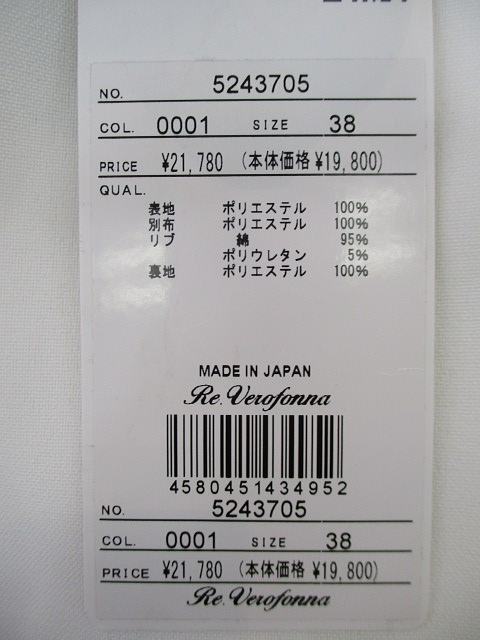 NO. 5243705
COL. 0001 SIZE 38
PRICE ¥21,780 (本体価格 ¥19,800)
QUAL.
表地 ポリエステル 100%
別布 ポリエステル 100%
リブ 綿 95%
ポリウレタン 5%
裏地 ポリエステル 100%
MADE IN JAPAN
Re.Verofonna
4580451434952
NO. 5243705
COL. 0001 SIZE 38
PRICE ¥21,780 (本体価格 ¥19,800)
Re.Verofonna